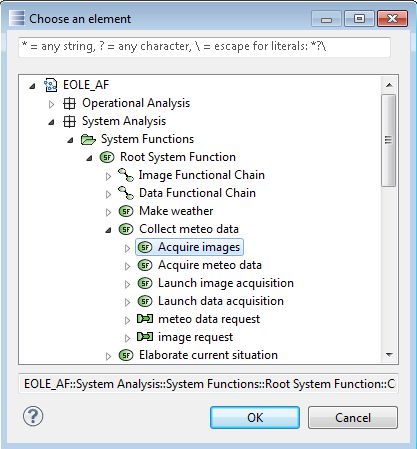 Choose an element
* = any string, ? = any character, \ = escape for literals: *?\
EOLE_AF
Operational Analysis
System Analysis
System Functions
SF Root System Function
Image Functional Chain
Data Functional Chain
SF Make weather
SF Collect meteo data
SF Acquire images
SF Acquire meteo data
SF Launch image acquisition
SF Launch data acquisition
meteo data request
image request
SF Elaborate current situation
EOLE_AF::System Analysis::System Functions::Root System Function::C
?
OK
Cancel